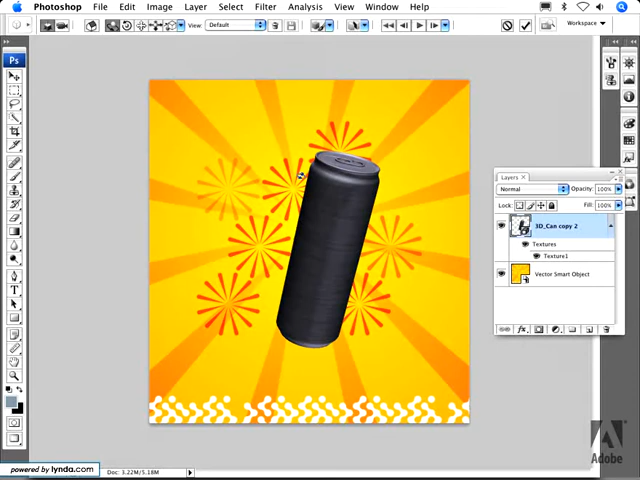 Photoshop File Edit Image Layer Select Filter Analysis View Window Help
View: Default Workspace
Ps
Layers
Normal Opacity: 100%
Lock: Fill: 100%
3D_Can copy 2
Textures
Texture1
Vector Smart Object
fx
Adobe
powered by lynda.com Doc: 3.22M/5.18M